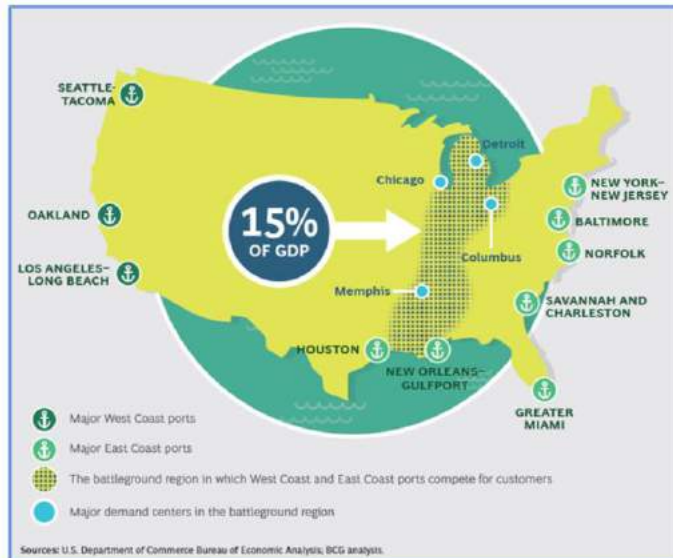 SEATTLE-
TACOMA
Detroit
Chicago
NEW YORK–
NEW JERSEY
OAKLAND
15%
OF GDP
BALTIMORE
Columbus
NORFOLK
LOS ANGELES–
LONG BEACH
Memphis
SAVANNAH AND
CHARLESTON
HOUSTON
NEW ORLEANS–
GULFPORT
GREATER
MIAMI
Major West Coast ports
Major East Coast ports
The battleground region in which West Coast and East Coast ports compete for customers
Major demand centers in the battleground region
Sources: U.S. Department of Commerce Bureau of Economic Analysis; BCG analysis.